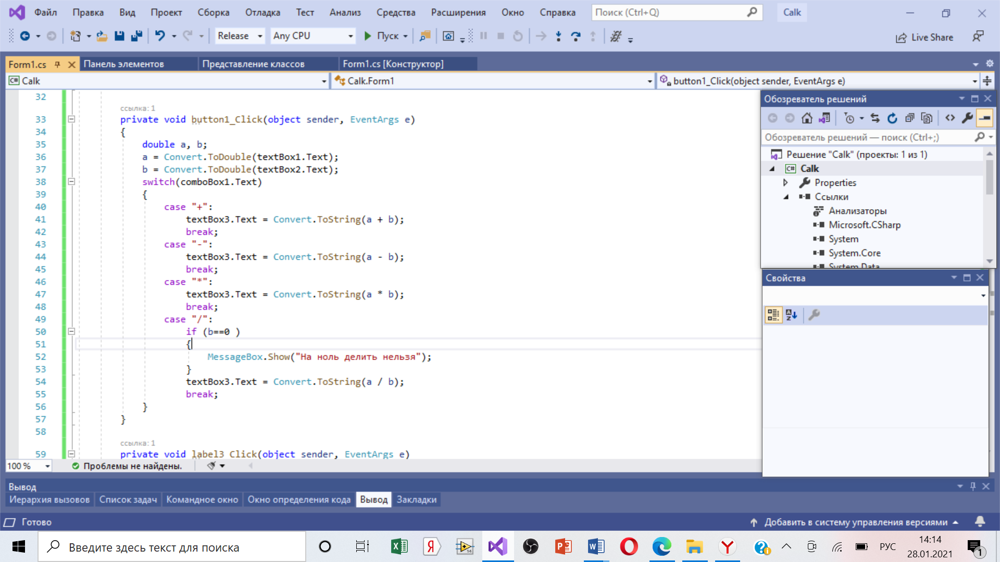 Файл Правка Вид Проект Сборка Отладка Тест Анализ Средства Расширения Окно Справка Поиск (Ctrl+Q) Calk
Release Any CPU Пуск Live Share
Form1.cs Панель элементов Представление классов Form1.cs [Конструктор]
C# Calk Calk.Form1 button1_Click(object sender, EventArgs e)
32
ссылка: 1
33 private void button1_Click(object sender, EventArgs e)
34 {
35 double a, b;
36 a = Convert.ToDouble(textBox1.Text);
37 b = Convert.ToDouble(textBox2.Text);
38 switch(comboBox1.Text)
39 {
40 case "+":
41 textBox3.Text = Convert.ToString(a + b);
42 break;
43 case "-":
44 textBox3.Text = Convert.ToString(a - b);
45 break;
46 case "*":
47 textBox3.Text = Convert.ToString(a * b);
48 break;
49 case "/":
50 if (b==0 )
51 {
52 MessageBox.Show("На ноль делить нельзя");
53 }
54 textBox3.Text = Convert.ToString(a / b);
55 break;
56 }
57 }
58
ссылка: 1
59 private void label3_Click(object sender, EventArgs e)
100 % Проблемы не найдены.
Обозреватель решений
Обозреватель решений — поиск (Ctrl+;)
Решение "Calk" (проекты: 1 из 1)
C# Calk
Properties
Ссылки
Анализаторы
Microsoft.CSharp
System
System.Core
System.Data
Свойства
Вывод
Иерархия вызовов Список задач Командное окно Окно определения кода Вывод Закладки
Готово Добавить в систему управления версиями
Введите здесь текст для поиска
РУС
14:14
28.01.2021
1